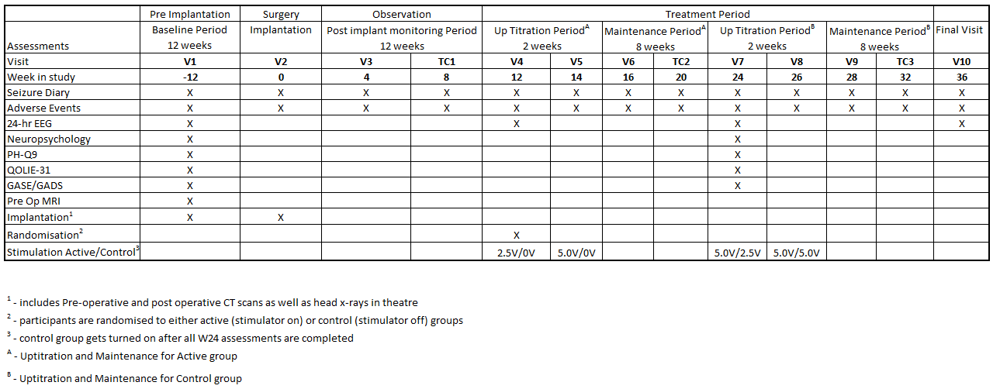 Pre Implantation Surgery Observation Treatment Period
Baseline Period Implantation Post implant monitoring Period Up Titration Period^A Maintenance Period^A Up Titration Period^B Maintenance Period^B Final Visit
Assessments 12 weeks 12 weeks 2 weeks 8 weeks 2 weeks 8 weeks
Visit V1 V2 V3 TC1 V4 V5 V6 TC2 V7 V8 V9 TC3 V10
Week in study -12 0 4 8 12 14 16 20 24 26 28 32 36
Seizure Diary X X X X X X X X X X X X X
Adverse Events X X X X X X X X X X X X X
24-hr EEG X X X X
Neuropsychology X X
PH-Q9 X X
QOLIE-31 X X
GASE/GADS X X
Pre Op MRI X
Implantation^1 X X
Randomisation^2 X
Stimulation Active/Control^3 2.5V/0V 5.0V/0V 5.0V/2.5V 5.0V/5.0V
^1 - includes Pre-operative and post operative CT scans as well as head x-rays in theatre
^2 - participants are randomised to either active (stimulator on) or control (stimulator off) groups
^3 - control group gets turned on after all W24 assessments are completed
^A - Uptitration and Maintenance for Active group
^B - Uptitration and Maintenance for Control group